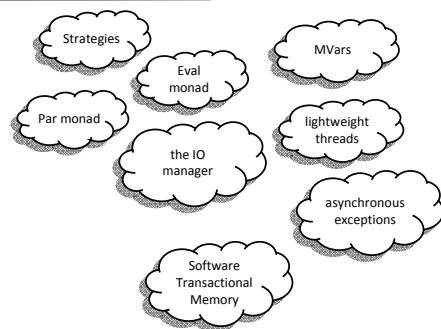 Strategies
MVars
Eval
monad
Par monad
lightweight
threads
the IO
manager
asynchronous
exceptions
Software
Transactional
Memory